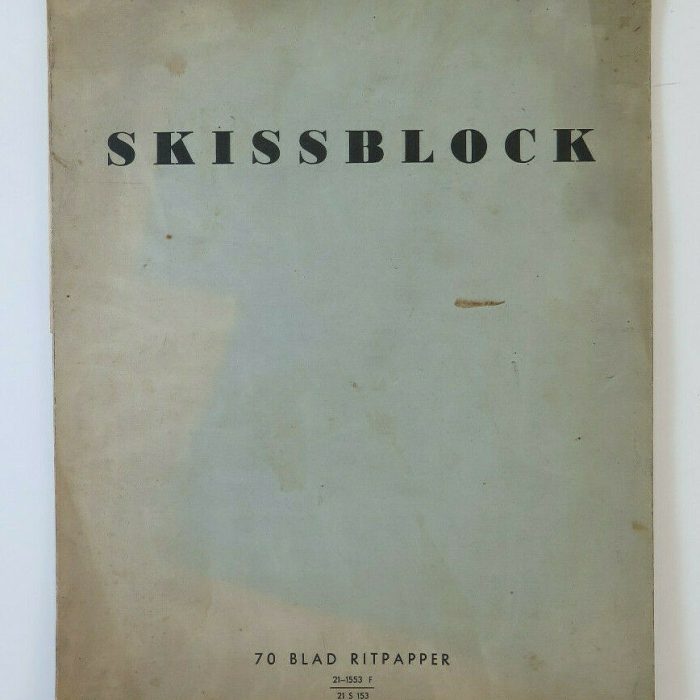 SKISSBLOCK
70 BLAD RITPAPPER
21-1553 F
21 S 153